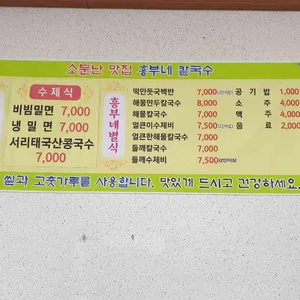 소문난 맛집 흥부네 칼국수
수제식
비빔밀면 7,000
냉밀면 7,000
서리태국산콩국수
7,000
흥부네별식
떡만둣국백반 7,000
해물만두칼국수 8,000
해물칼국수 7,000
얼큰이수제비 7,000
얼큰한해물칼국수 7,000
들깨칼국수 7,000
들깨수제비 7,500
공기밥 1,000
소주 4,000
맥주 4,000
음료 2,000
쌀과 고춧가루를 사용합니다. 맛있게 드시고 건강하세요.